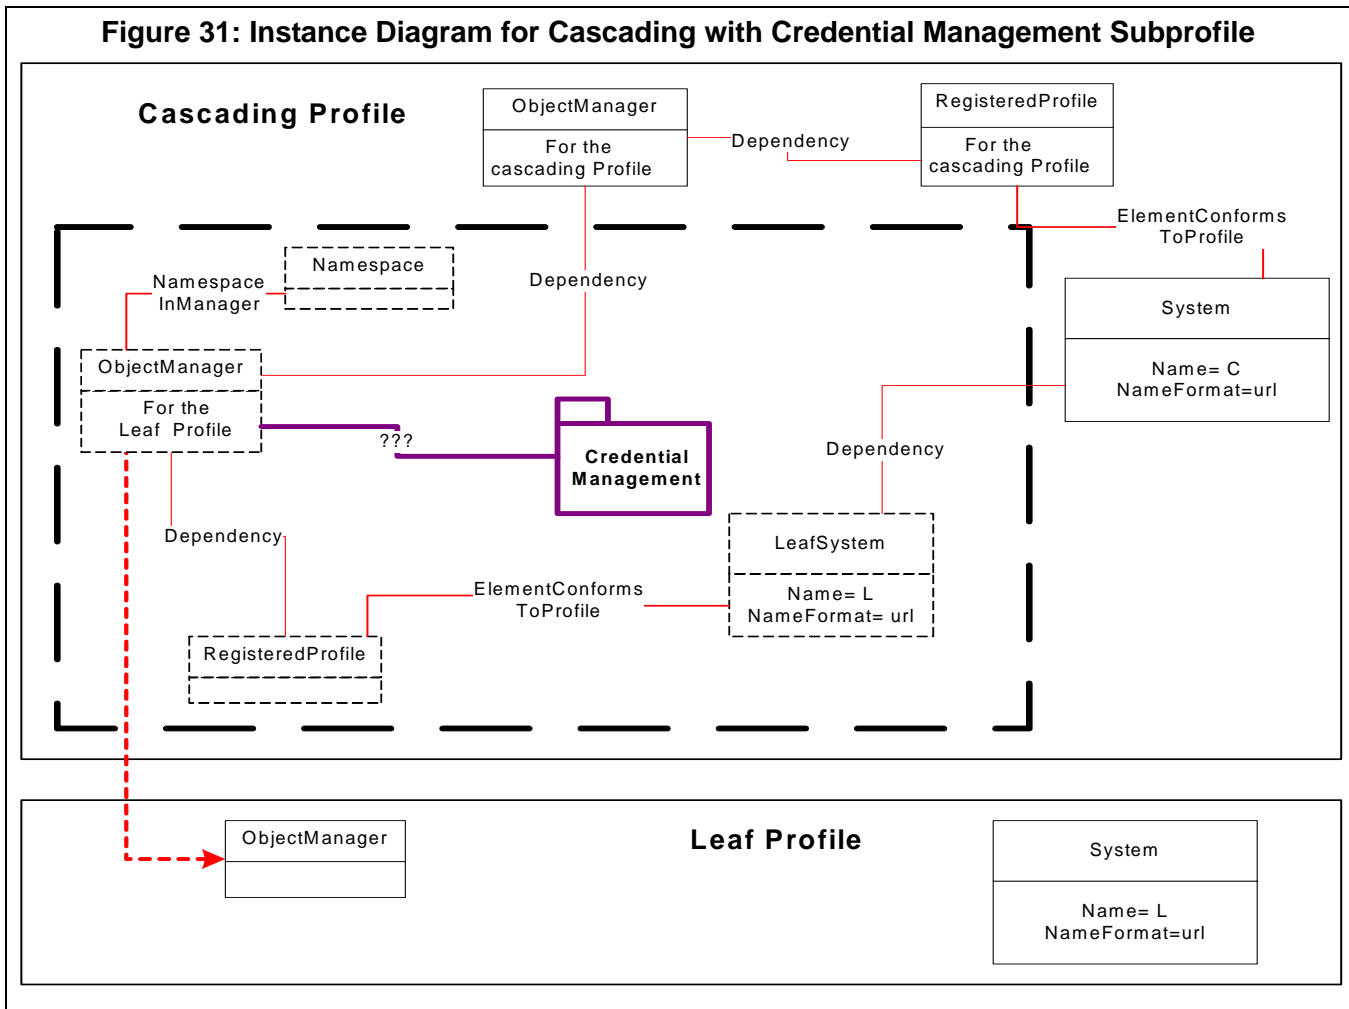 Figure 31: Instance Diagram for Cascading with Credential Management Subprofile
Cascading Profile
ObjectManager
For the
cascading Profile
Dependency
RegisteredProfile
For the
cascading Profile
ElementConforms
ToProfile
Namespace
Namespace
InManager
Dependency
System
Name= C
NameFormat=url
ObjectManager
For the
Leaf Profile
???
Credential
Management
Dependency
Dependency
LeafSystem
Name= L
NameFormat= url
ElementConforms
ToProfile
RegisteredProfile
ObjectManager
Leaf Profile
System
Name= L
NameFormat=url